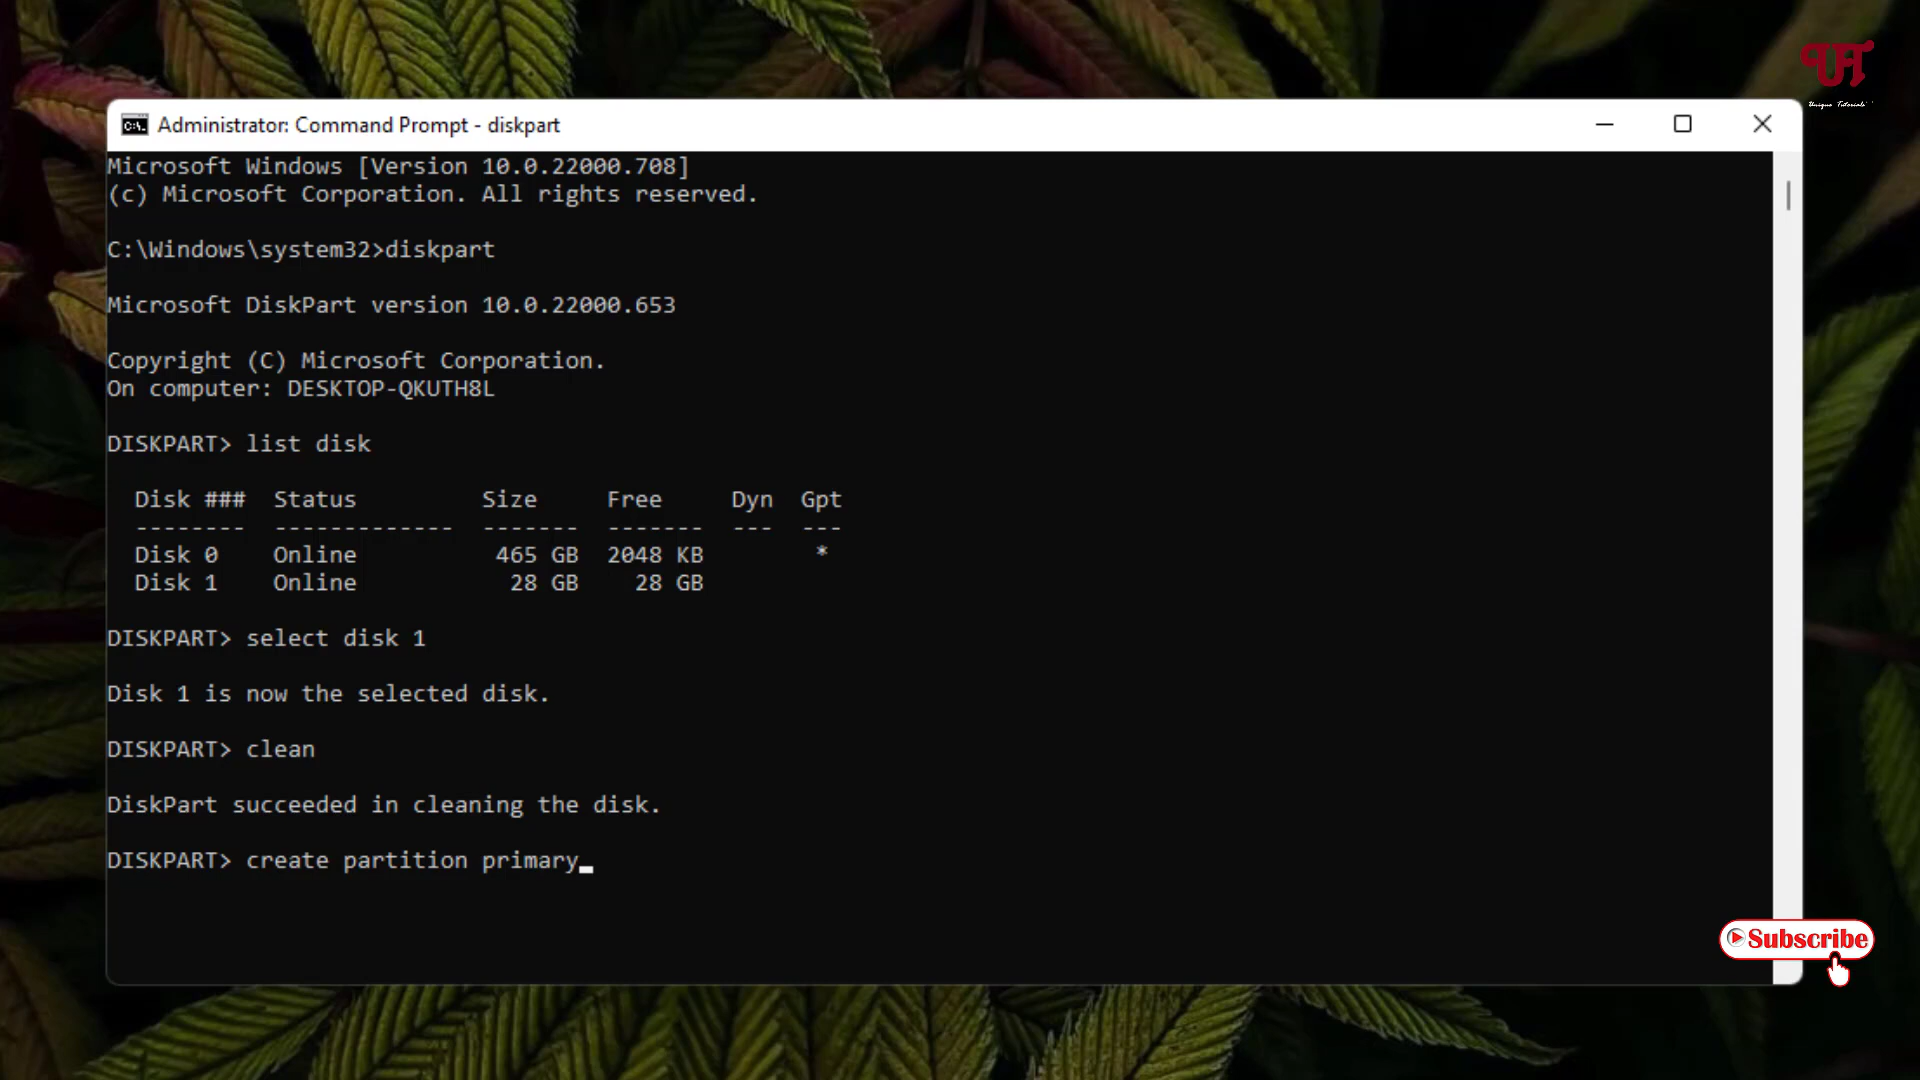 Administrator: Command Prompt - diskpart
Microsoft Windows [Version 10.0.22000.708]
(c) Microsoft Corporation. All rights reserved.
C:\Windows\system32>diskpart
Microsoft DiskPart version 10.0.22000.653
Copyright (C) Microsoft Corporation.
On computer: DESKTOP-QKUTH8L
DISKPART> list disk
Disk ### Status Size Free Dyn Gpt
-------- ------------- ------- ------- --- ---
Disk 0 Online 465 GB 2048 KB *
Disk 1 Online 28 GB 28 GB
DISKPART> select disk 1
Disk 1 is now the selected disk.
DISKPART> clean
DiskPart succeeded in cleaning the disk.
DISKPART> create partition primary
UT
Unique Tutorials
Subscribe